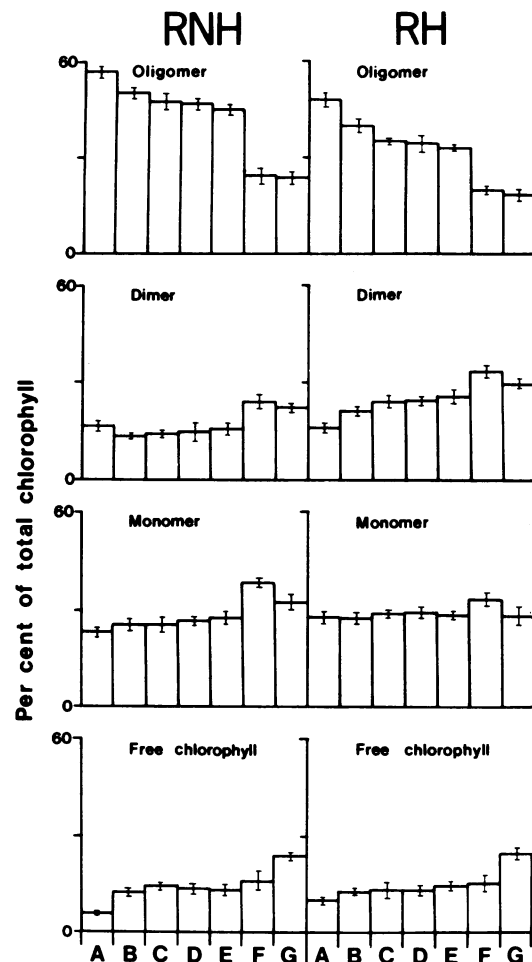 RNH RH
60
Oligomer Oligomer
0
60
Dimer Dimer
0
60
Monomer Monomer
0
60
Free chlorophyll Free chlorophyll
0
A B C D E F G A B C D E F G
Per cent of total chlorophyll